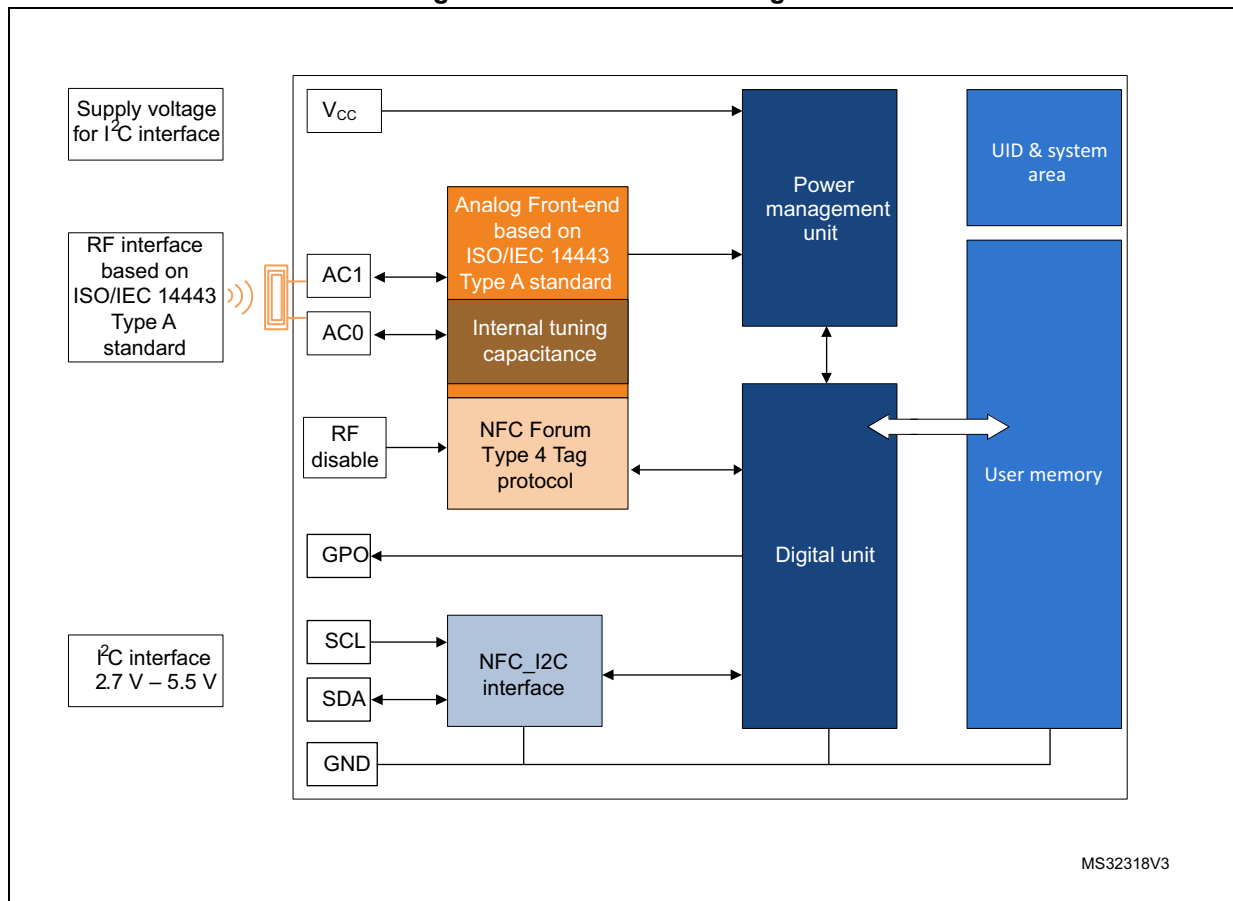 Supply voltage
for I²C interface
V_CC
Power
management
unit
UID & system
area
RF interface
based on
ISO/IEC 14443
Type A
standard
AC1
AC0
Analog Front-end
based on
ISO/IEC 14443
Type A standard
Internal tuning
capacitance
RF
disable
NFC Forum
Type 4 Tag
protocol
User memory
GPO
Digital unit
I²C interface
2.7 V – 5.5 V
SCL
SDA
NFC_I2C
interface
GND
MS32318V3